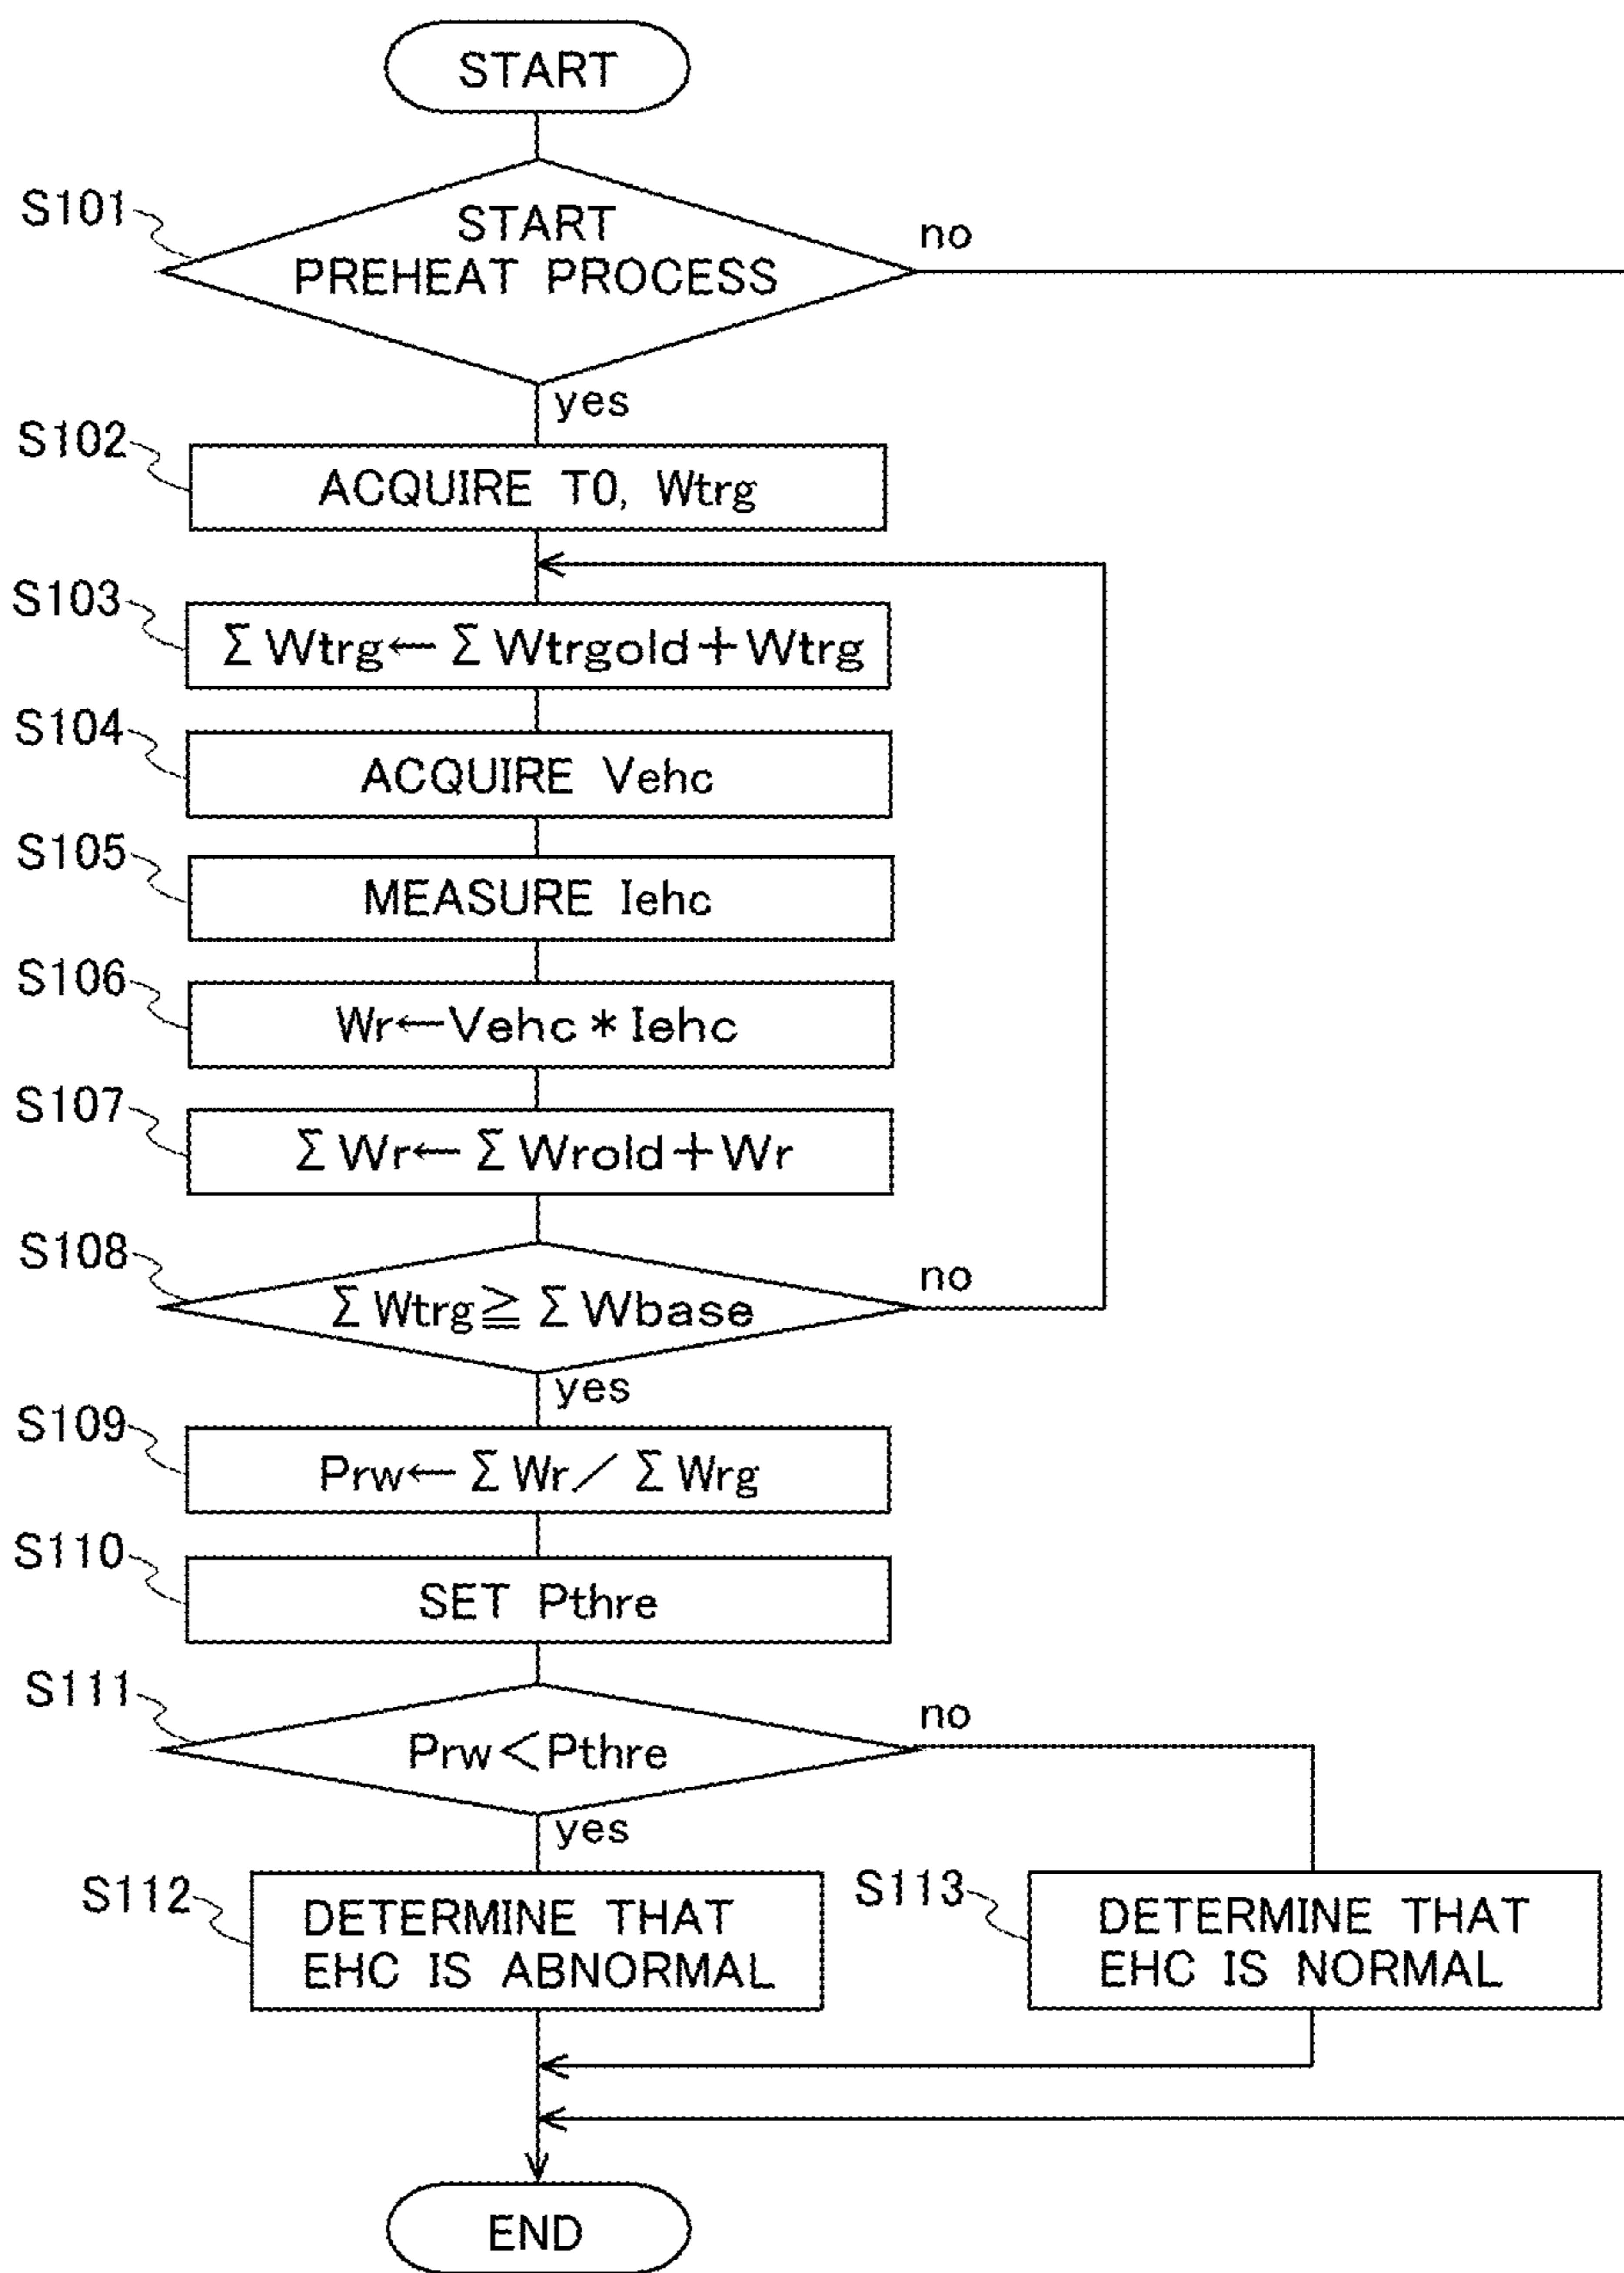 START
S101
START
PREHEAT PROCESS
no
yes
S102
ACQUIRE T0, Wtrg
S103
ΣWtrg←ΣWtrgold+Wtrg
S104
ACQUIRE Vehc
S105
MEASURE Iehc
S106
Wr←Vehc*Iehc
S107
ΣWr←ΣWrold+Wr
S108
ΣWtrg≧ΣWbase
no
yes
S109
Prw←ΣWr/ΣWrg
S110
SET Pthre
S111
Prw<Pthre
no
yes
S112
DETERMINE THAT
EHC IS ABNORMAL
S113
DETERMINE THAT
EHC IS NORMAL
END